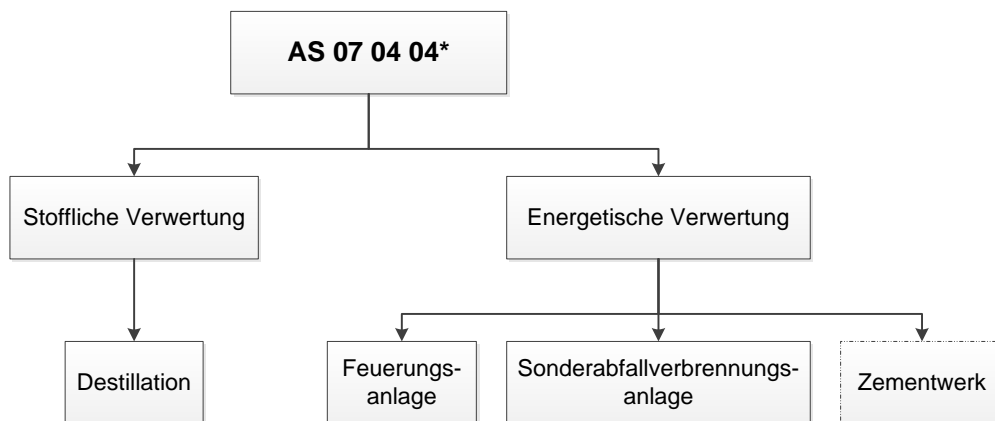 AS 07 04 04*
Stoffliche Verwertung
Energetische Verwertung
Destillation
Feuerungs-
anlage
Sonderabfallverbrennungs-
anlage
Zementwerk